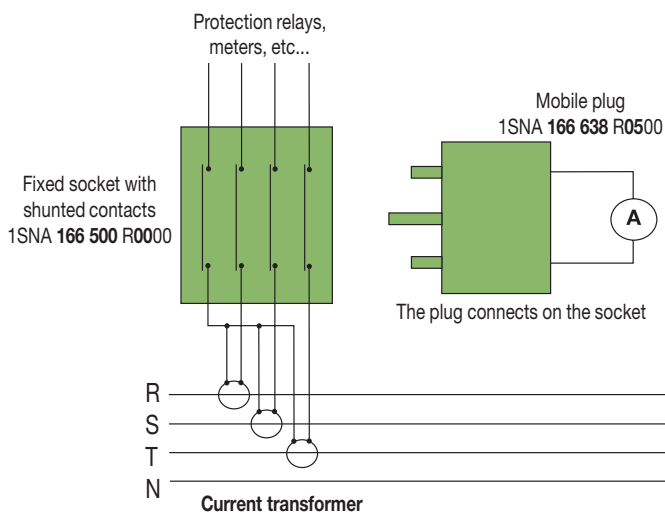 Protection relays,
meters, etc...
Mobile plug
1SNA 166 638 R0500
Fixed socket with
shunted contacts
1SNA 166 500 R0000
A
The plug connects on the socket
R
S
T
N
Current transformer